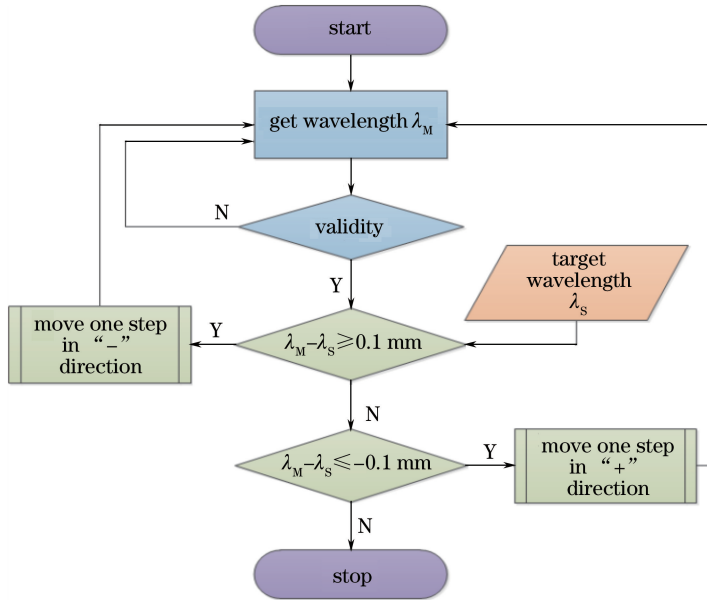 start
get wavelength λM
N
validity
target
wavelength
λS
Y
move one step
in “−”
direction
Y
λM−λS≥0.1 mm
N
λM−λS≤−0.1 mm
Y
move one step
in “+”
direction
N
stop